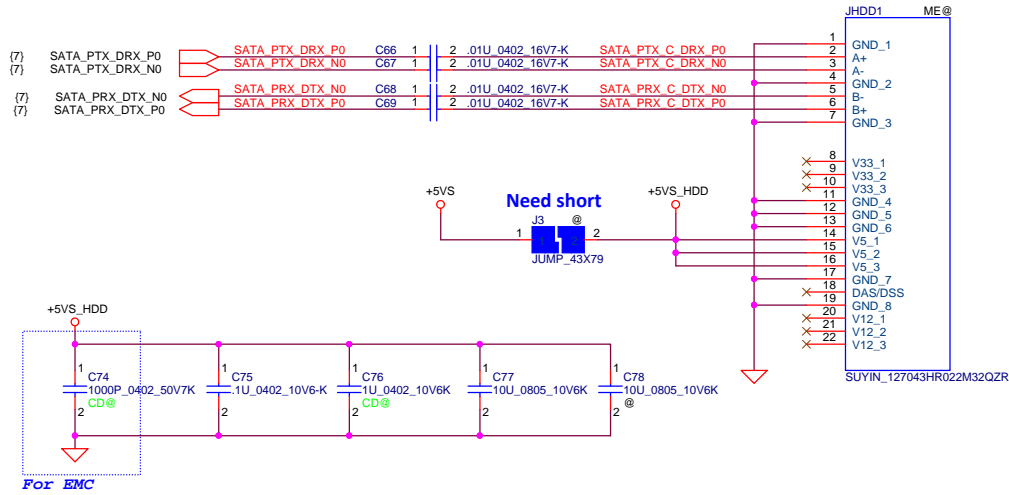 JHDD1 ME@
{7} SATA_PTX_DRX_P0 SATA_PTX_DRX_P0 C66 1 2 .01U_0402_16V7-K SATA_PTX_C_DRX_P0
{7} SATA_PTX_DRX_N0 SATA_PTX_DRX_N0 C67 1 2 .01U_0402_16V7-K SATA_PTX_C_DRX_N0
{7} SATA_PRX_DTX_N0 SATA_PRX_DTX_N0 C68 1 2 .01U_0402_16V7-K SATA_PRX_C_DTX_N0
{7} SATA_PRX_DTX_P0 SATA_PRX_DTX_P0 C69 1 2 .01U_0402_16V7-K SATA_PRX_C_DTX_P0
1 GND_1
2 A+
3 A-
4 GND_2
5 B-
6 B+
7 GND_3
8 V33_1
9 V33_2
10 V33_3
11 GND_4
12 GND_5
13 GND_6
14 V5_1
15 V5_2
16 V5_3
17 GND_7
18 DAS/DSS
19 GND_8
20 V12_1
21 V12_2
22 V12_3
SUYIN_127043HR022M32QZR
+5VS
Need short
+5VS_HDD
J3 @
1 1 2 2
JUMP_43X79
+5VS_HDD
1 C74 1000P_0402_50V7K CD@ 2
1 C75 .1U_0402_10V6-K 2
1 C76 1U_0402_10V6K CD@ 2
1 C77 10U_0805_10V6K 2
1 C78 10U_0805_10V6K @ 2
For EMC